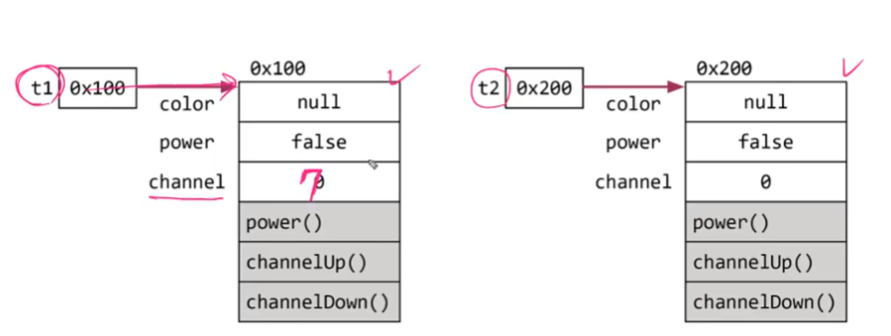 0x100
0x200
t1 0x100
t2 0x200
color null
color null
power false
power false
channel 0
7
channel 0
power()
power()
channelUp()
channelUp()
channelDown()
channelDown()